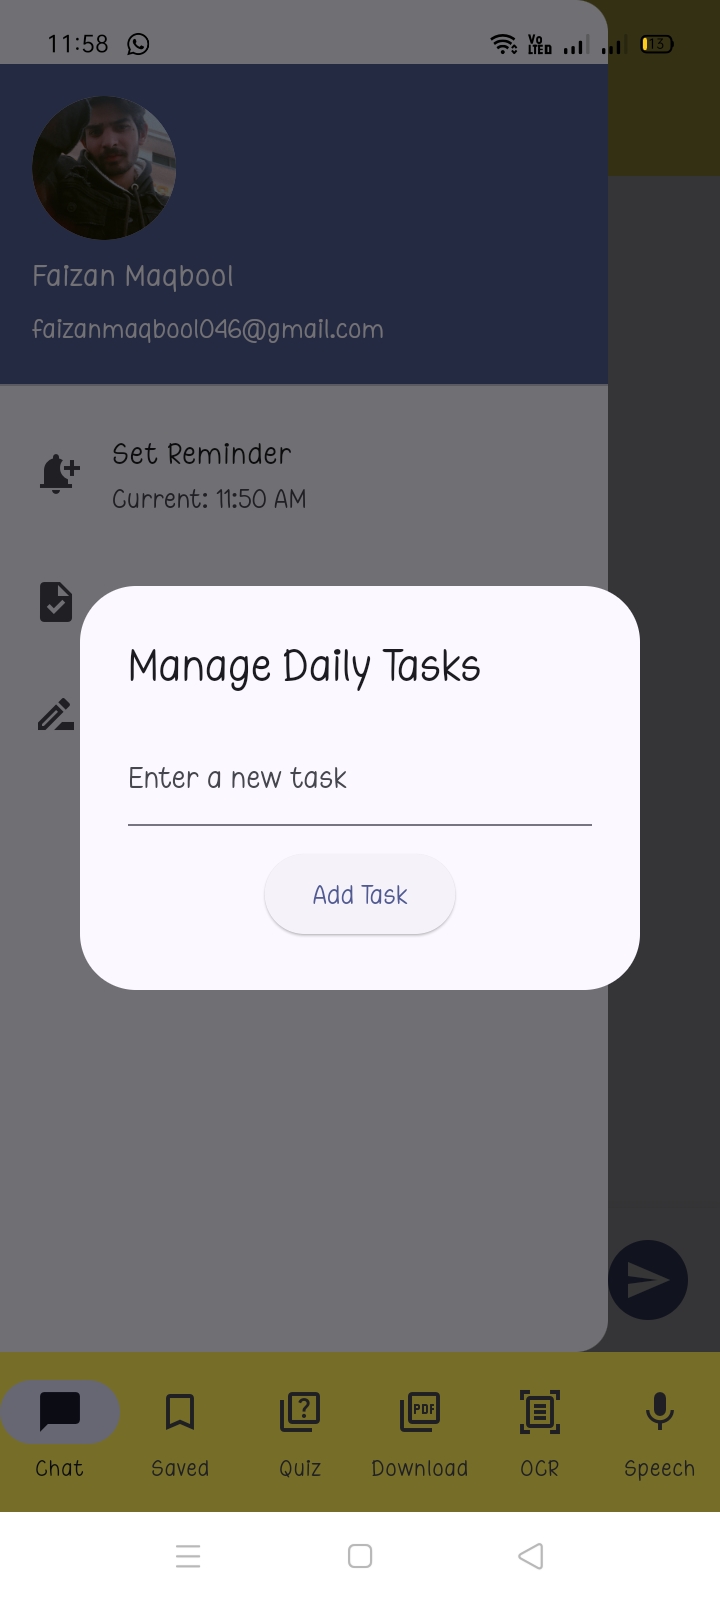 11:58
Vo LTED
13
Faizan Maqbool
faizanmaqbool046@gmail.com
Set Reminder
Current: 11:50 AM
Manage Daily Tasks
Enter a new task
Add Task
?
PDF
Chat
Saved
Quiz
Download
OCR
Speech